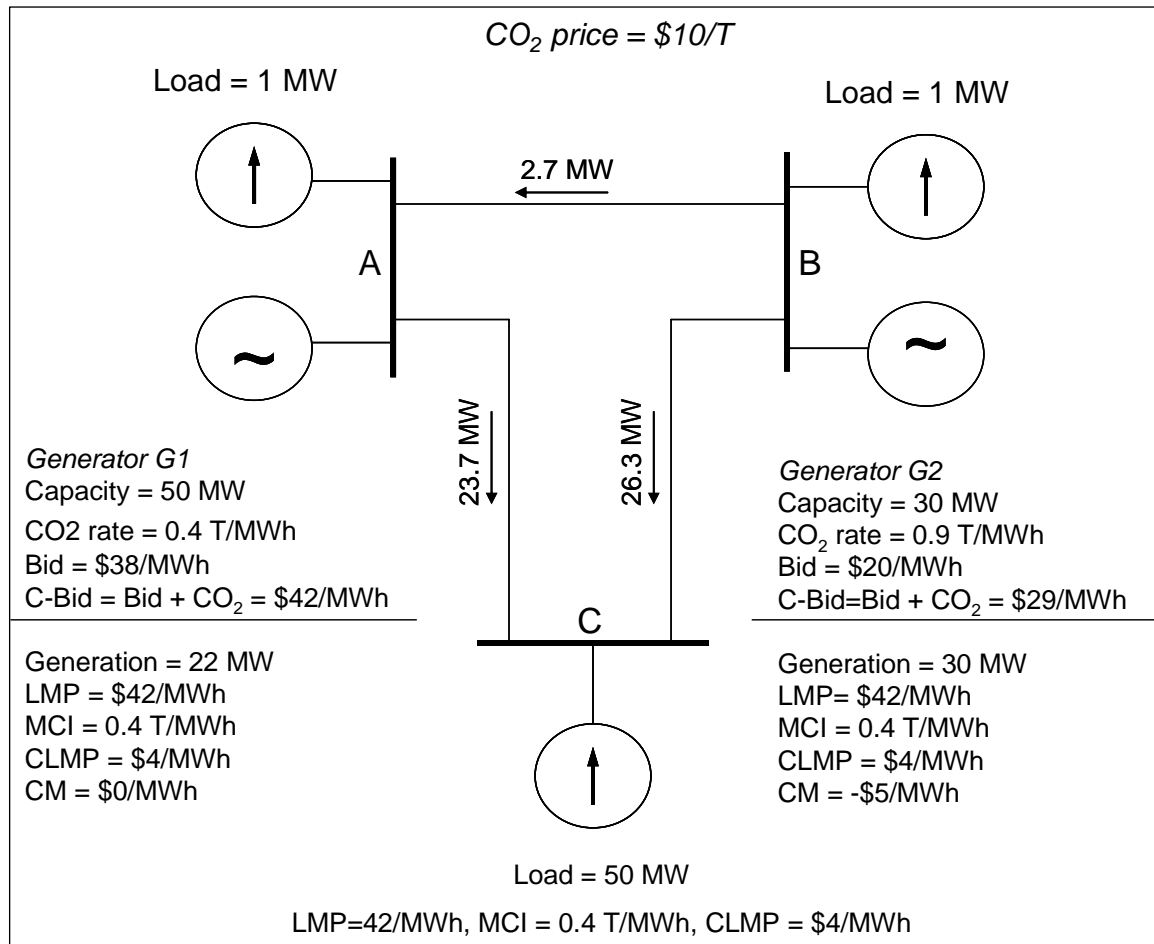 CO₂ price = $10/T
Load = 1 MW
Load = 1 MW
2.7 MW
A
B
23.7 MW
26.3 MW
Generator G1
Capacity = 50 MW
CO2 rate = 0.4 T/MWh
Bid = $38/MWh
C-Bid = Bid + CO₂ = $42/MWh
Generator G2
Capacity = 30 MW
CO₂ rate = 0.9 T/MWh
Bid = $20/MWh
C-Bid=Bid + CO₂ = $29/MWh
C
Generation = 22 MW
LMP = $42/MWh
MCI = 0.4 T/MWh
CLMP = $4/MWh
CM = $0/MWh
Generation = 30 MW
LMP= $42/MWh
MCI = 0.4 T/MWh
CLMP = $4/MWh
CM = -$5/MWh
Load = 50 MW
LMP=42/MWh, MCI = 0.4 T/MWh, CLMP = $4/MWh